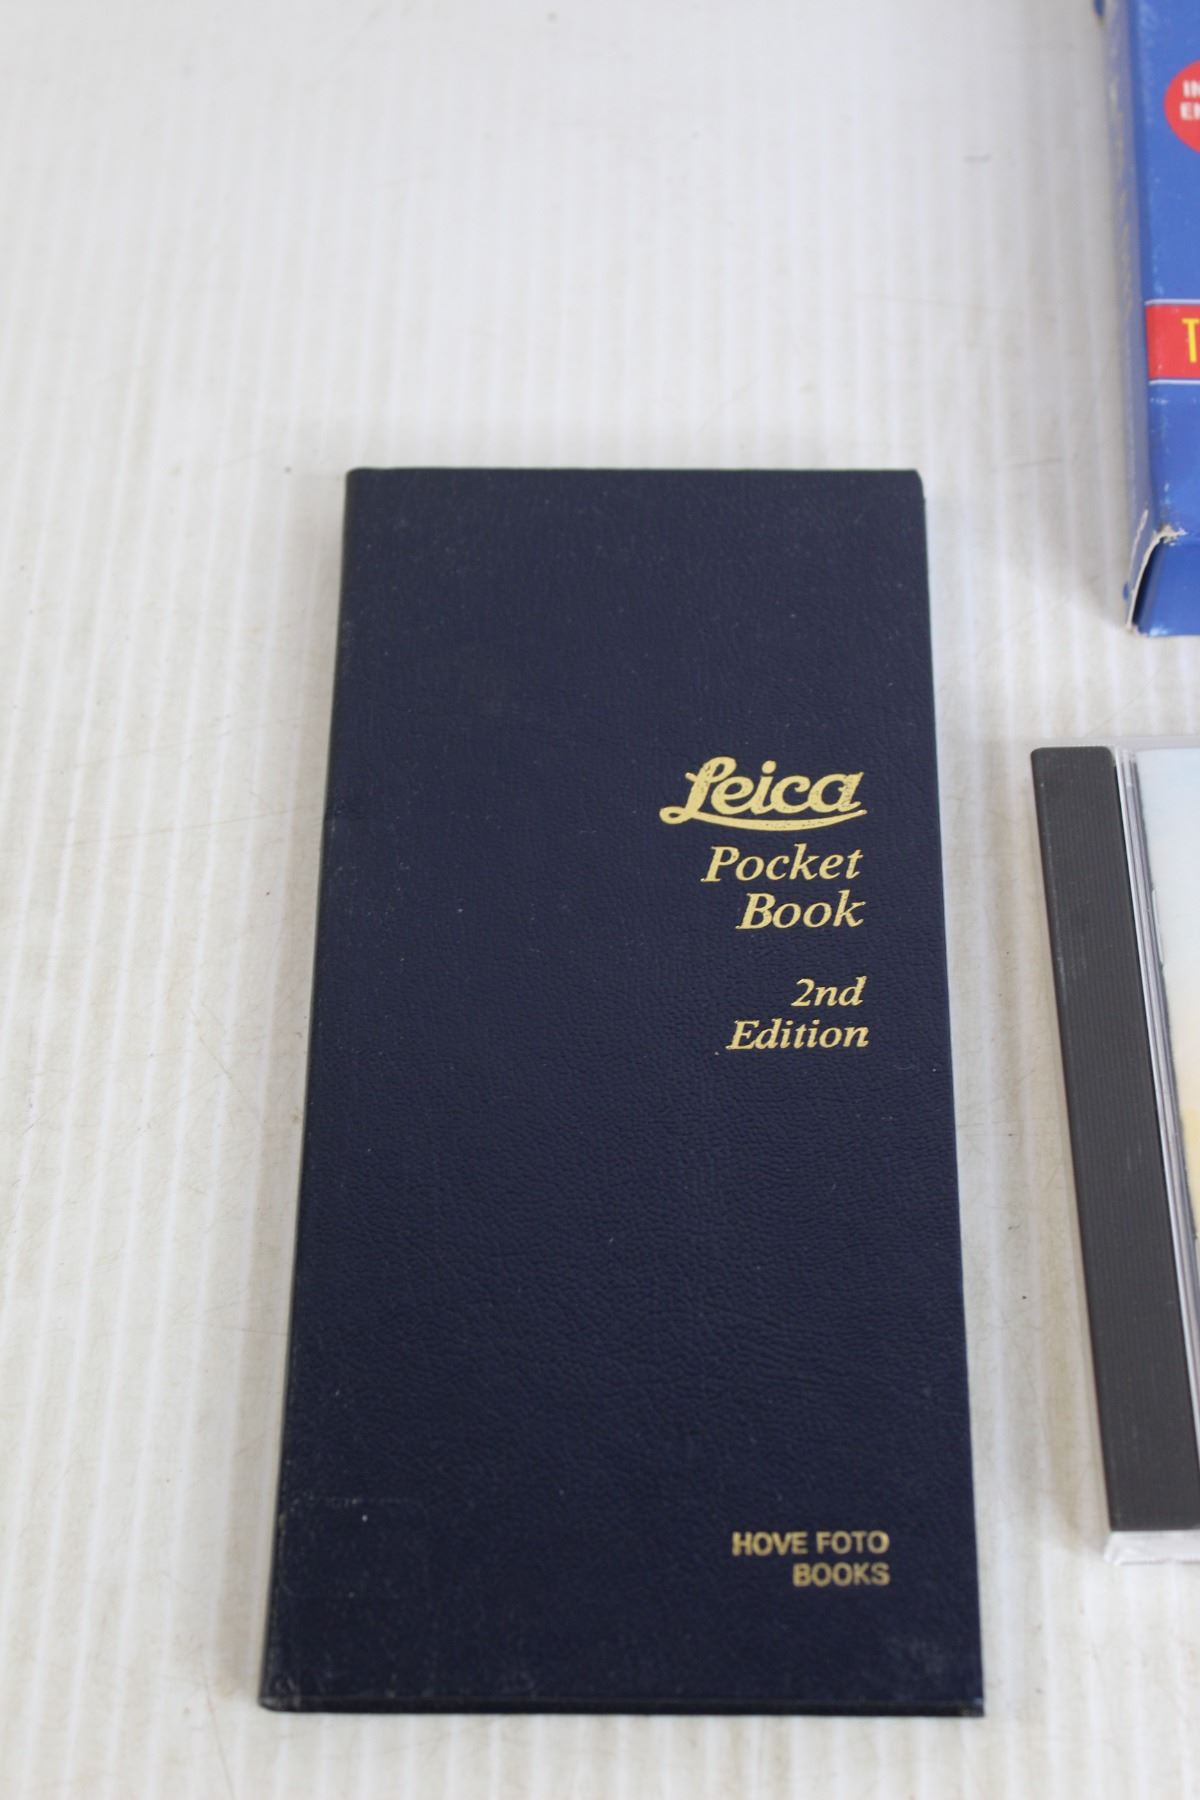 Leica
Pocket
Book
2nd
Edition
HOVE FOTO
BOOKS